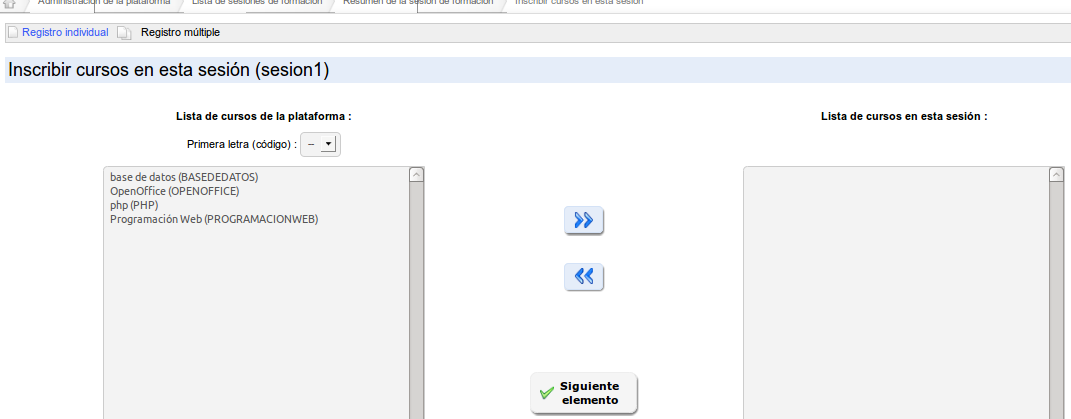 Administración de la plataforma / Lista de sesiones de formación / Resumen de la sesión de formación / Inscribir cursos en esta sesión
Registro individual Registro múltiple
Inscribir cursos en esta sesión (sesion1)
Lista de cursos de la plataforma :
Lista de cursos en esta sesión :
Primera letra (código) : --
base de datos (BASEDEDATOS)
OpenOffice (OPENOFFICE)
php (PHP)
Programación Web (PROGRAMACIONWEB)
Siguiente
elemento